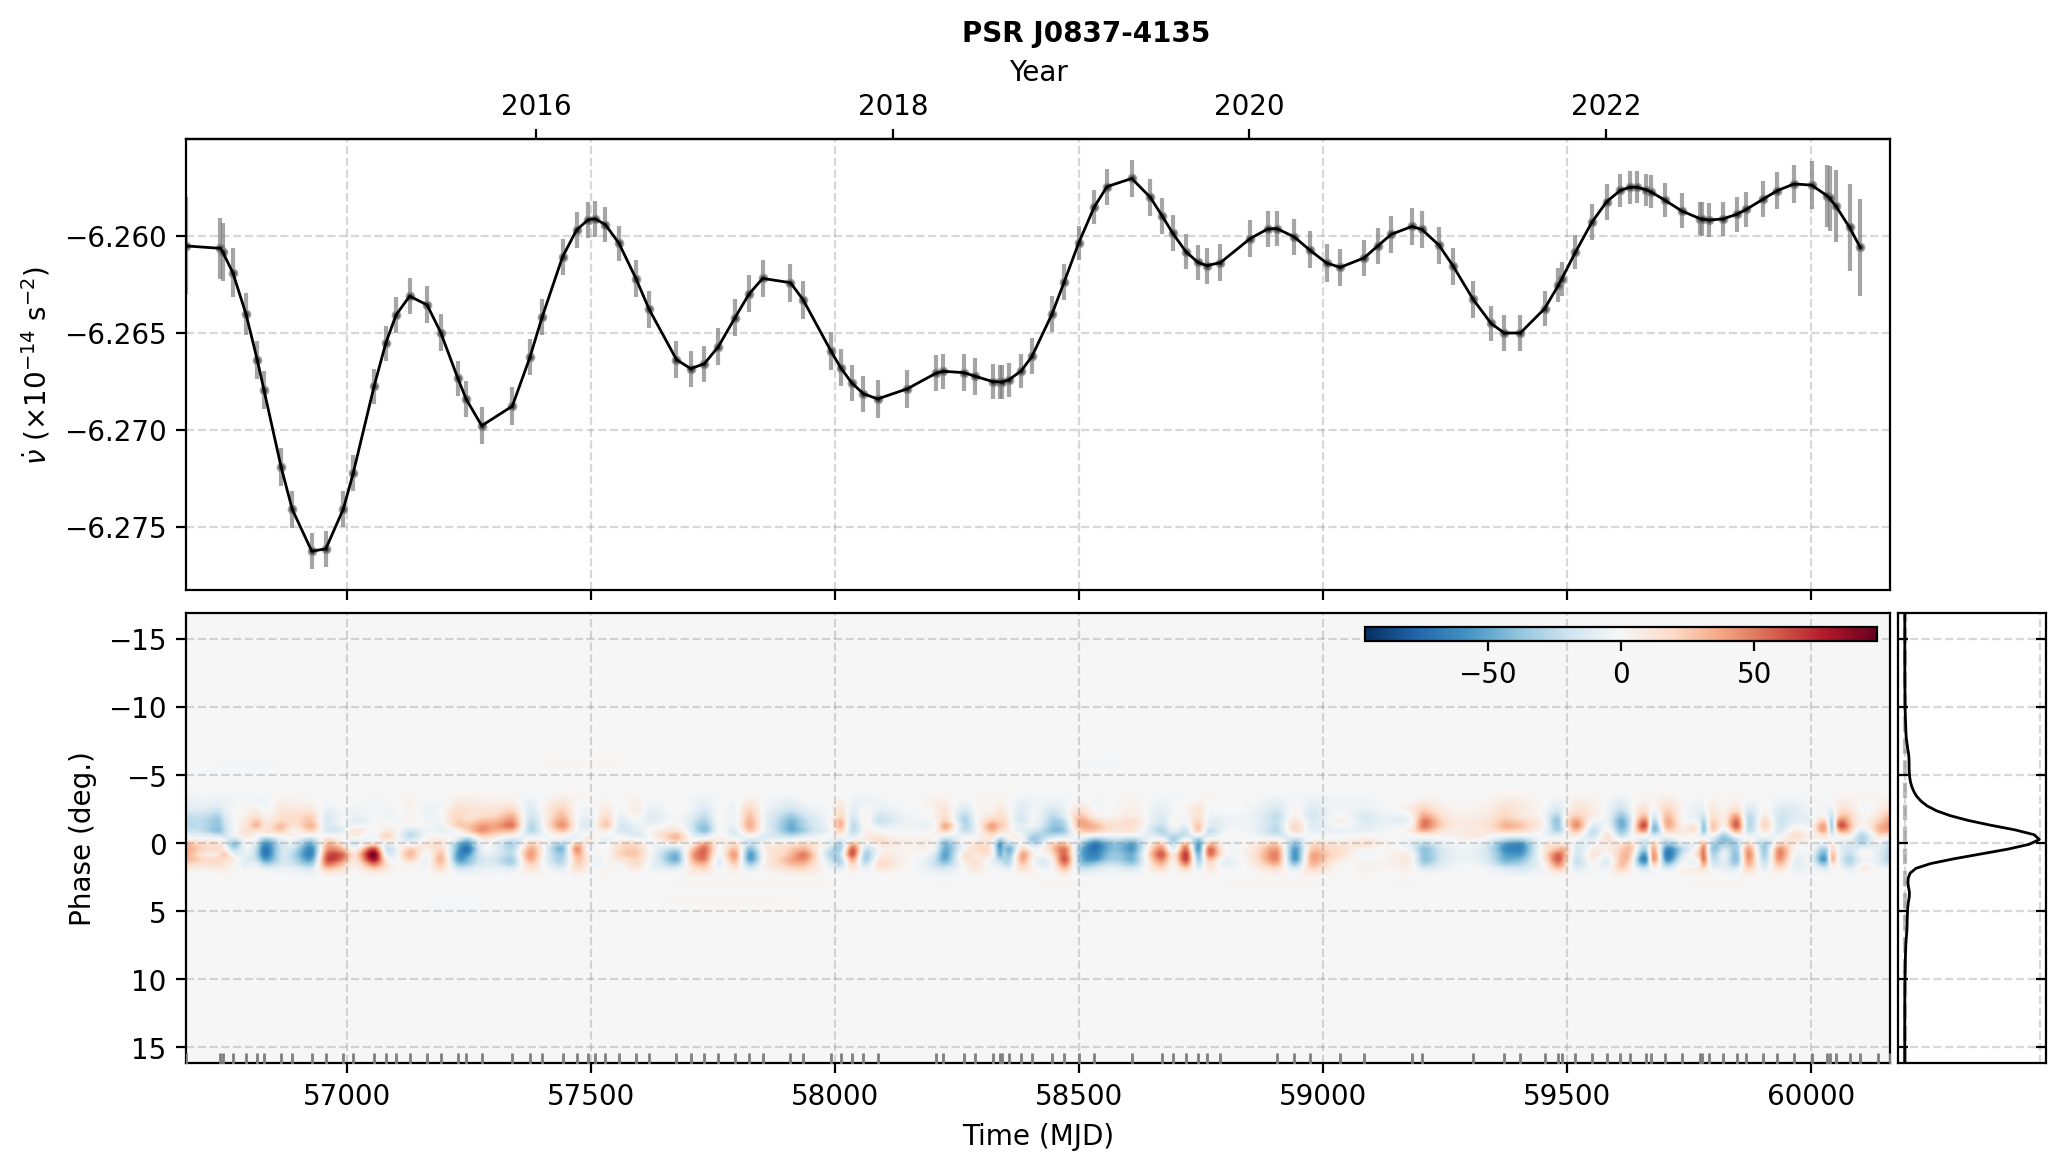 PSR J0837-4135
Year
2016 2018 2020 2022
−6.260
−6.265
−6.270
−6.275
ν̇ (×10⁻¹⁴ s⁻²)
−15
−10
−5
0
5
10
15
Phase (deg.)
−50 0 50
57000 57500 58000 58500 59000 59500 60000
Time (MJD)